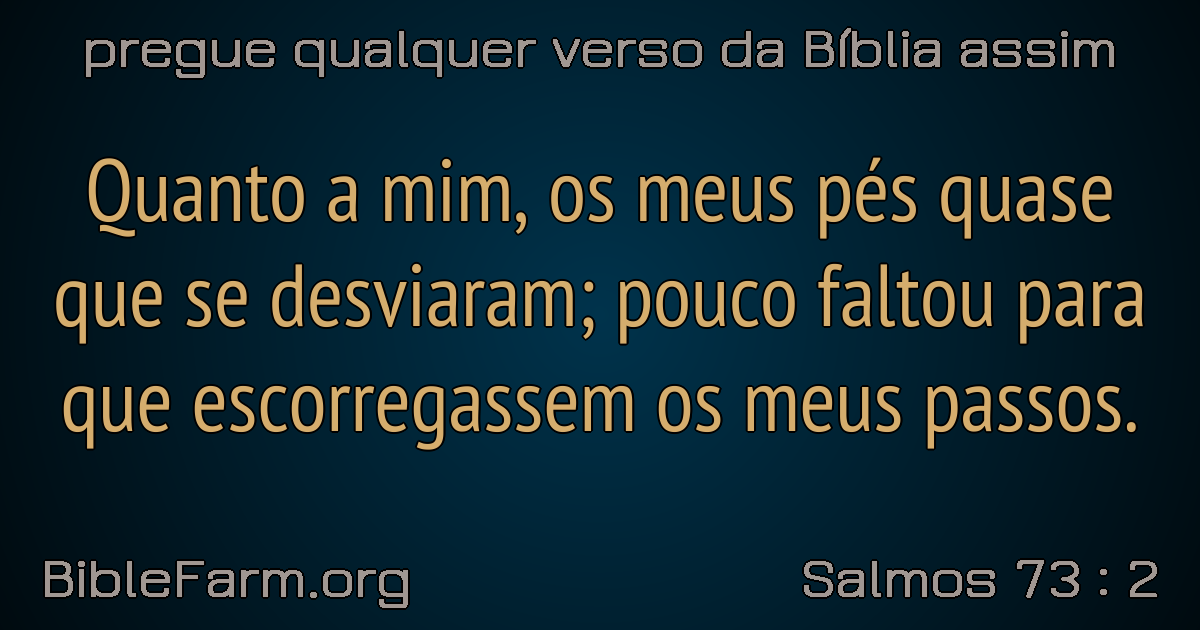 pregue qualquer verso da Bíblia assim
Quanto a mim, os meus pés quase
que se desviaram; pouco faltou para
que escorregassem os meus passos.
BibleFarm.org
Salmos 73 : 2